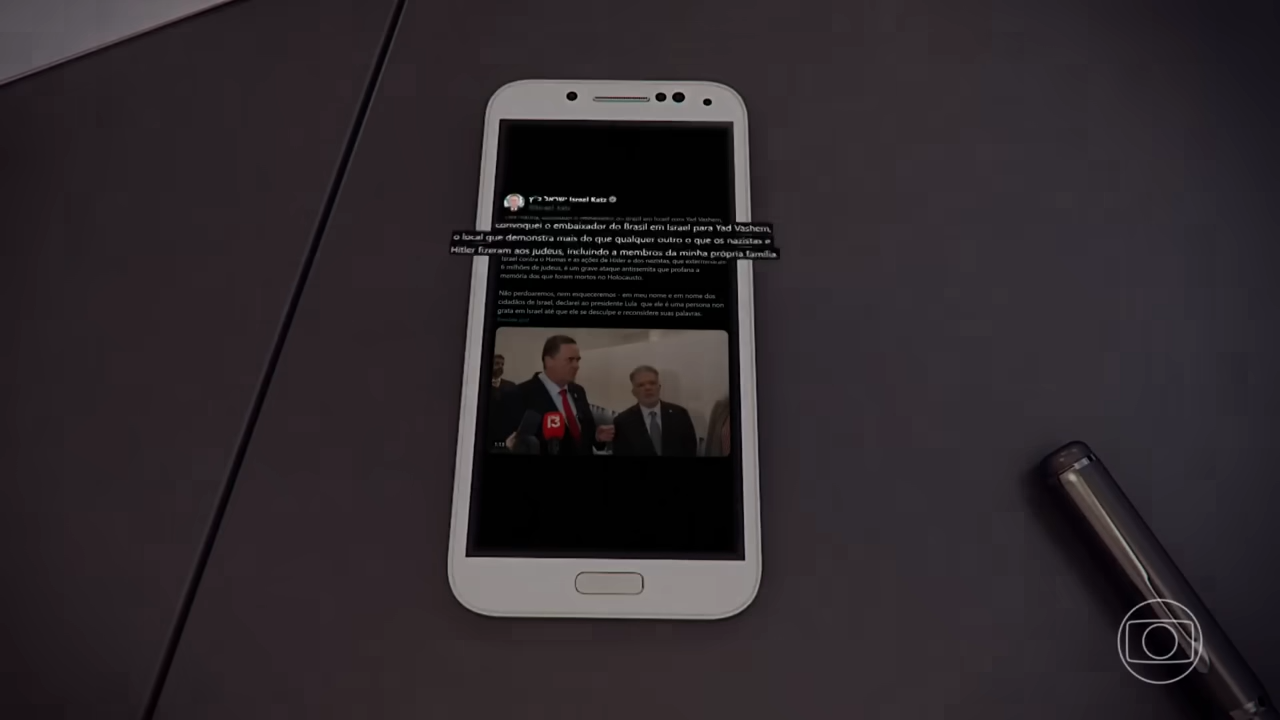 ישראל כ״ץ Israel Katz
convoquei o embaixador do Brasil em Israel para Yad Vashem,
o local que demonstra mais do que qualquer outro o que os nazistas e
Hitler fizeram aos judeus, incluindo a membros da minha própria família.
Israel contra o Hamas e as ações de Hitler e dos nazistas, que exterminaram
6 milhões de judeus, é um grave ataque antissemita que profana a
memória dos que foram mortos no Holocausto.
Não perdoaremos, nem esqueceremos - em meu nome e em nome dos
cidadãos de Israel, declarei ao presidente Lula que ele é uma persona non
grata em Israel até que ele se desculpe e reconsidere suas palavras.
13
1:13